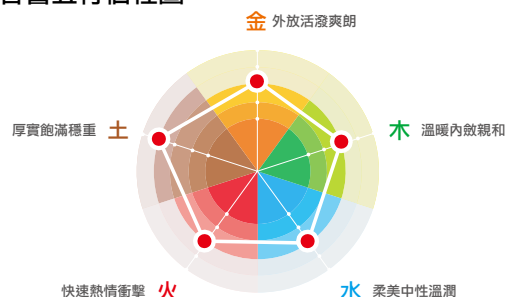 金 外放活潑爽朗
厚實飽滿穩重 土
木 溫暖內斂親和
快速熱情衝擊 火
水 柔美中性溫潤